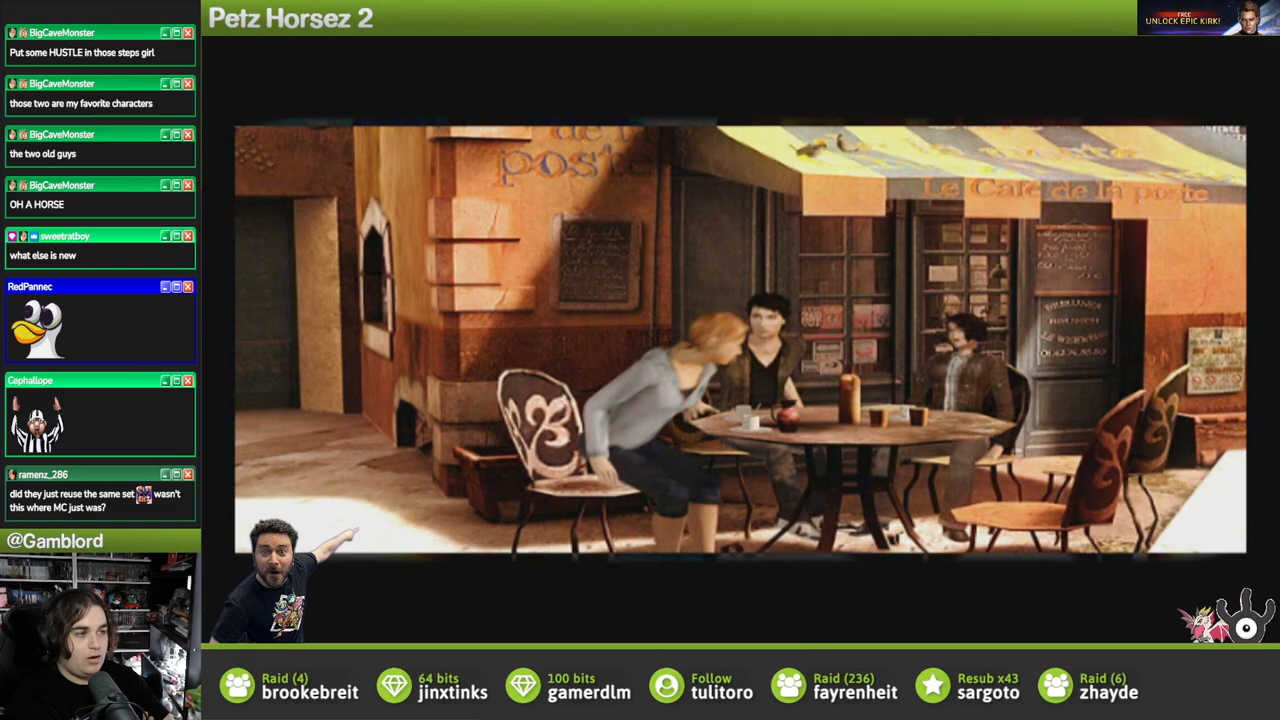 BigCaveMonster
Put some HUSTLE in those steps girl
BigCaveMonster
those two are my favorite characters
BigCaveMonster
the two old guys
BigCaveMonster
OH A HORSE
sweetratboy
what else is new
RedPannec
Cephallope
ramenz_286
did they just reuse the same set wasn't
this where MC just was?
@Gamblord
Petz Horsez 2
FREE
UNLOCK EPIC KIRK!
de la
poste
Le Café de la poste
Raid (4)
brookebreit
64 bits
jinxtinks
100 bits
gamerdlm
Follow
tulitoro
Raid (236)
fayrenheit
Resub x43
sargoto
Raid (6)
zhayde